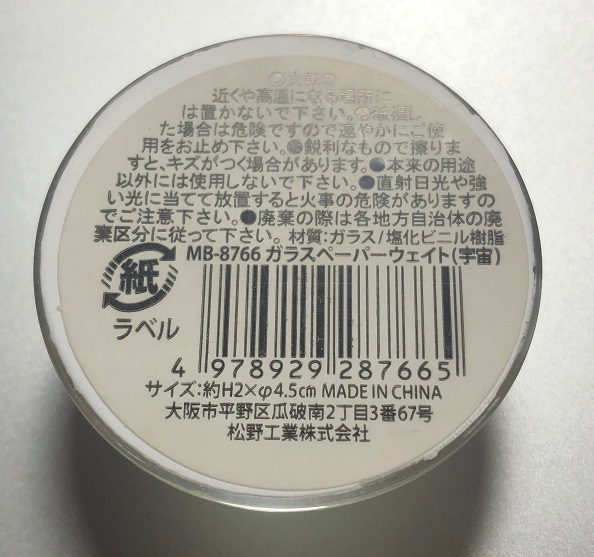 ●火気の
近くや高温になる場所に
は置かないで下さい。●破損し
た場合は危険ですので速やかにご使
用をお止め下さい。●鋭利なもので擦りま
すと、キズがつく場合があります。●本来の用途
以外には使用しないで下さい。●直射日光や強
い光に当てて放置すると火事の危険がありますの
でご注意下さい。●廃棄の際は各地方自治体の廃
棄区分に従って下さい。材質:ガラス/塩化ビニル樹脂
MB-8766 ガラスペーパーウェイト(宇宙)
紙
ラベル
4 978929 287665
サイズ:約H2×φ4.5cm MADE IN CHINA
大阪市平野区瓜破南2丁目3番67号
松野工業株式会社